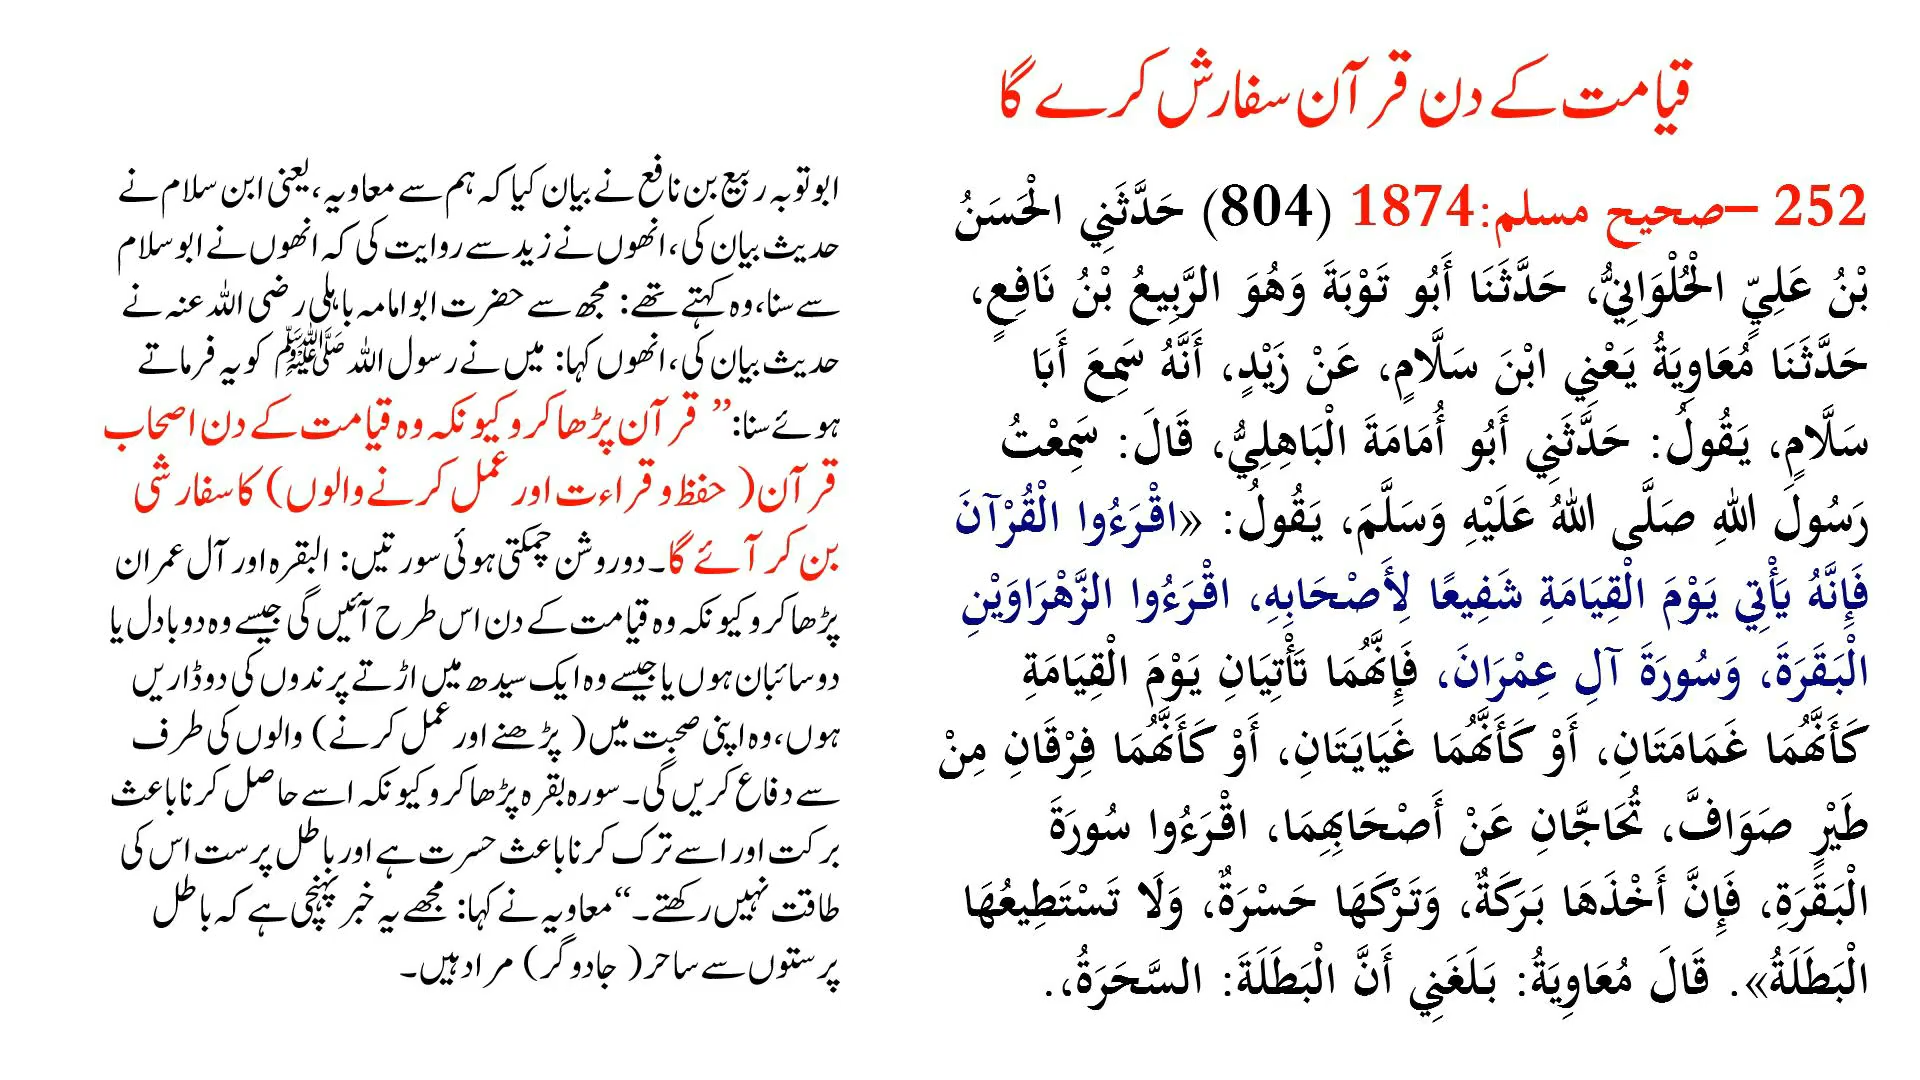 قیامت کے دن قرآن سفارش کرے گا
252 –صحیح مسلم:1874 (804) حَدَّثَنِي الْحَسَنُ
بْنُ عَلِيٍّ الْحُلْوَانِيُّ، حَدَّثَنَا أَبُو تَوْبَةَ وَهُوَ الرَّبِيعُ بْنُ نَافِعٍ،
حَدَّثَنَا مُعَاوِيَةُ يَعْنِي ابْنَ سَلَّامٍ، عَنْ زَيْدٍ، أَنَّهُ سَمِعَ أَبَا
سَلَّامٍ، يَقُولُ: حَدَّثَنِي أَبُو أُمَامَةَ الْبَاهِلِيُّ، قَالَ: سَمِعْتُ
رَسُولَ اللهِ صَلَّى اللهُ عَلَيْهِ وَسَلَّمَ، يَقُولُ: «اقْرَءُوا الْقُرْآنَ
فَإِنَّهُ يَأْتِي يَوْمَ الْقِيَامَةِ شَفِيعًا لِأَصْحَابِهِ، اقْرَءُوا الزَّهْرَاوَيْنِ
الْبَقَرَةَ، وَسُورَةَ آلِ عِمْرَانَ، فَإِنَّهُمَا تَأْتِيَانِ يَوْمَ الْقِيَامَةِ
كَأَنَّهُمَا غَمَامَتَانِ، أَوْ كَأَنَّهُمَا غَيَايَتَانِ، أَوْ كَأَنَّهُمَا فِرْقَانِ مِنْ
طَيْرٍ صَوَافَّ، تُحَاجَّانِ عَنْ أَصْحَابِهِمَا، اقْرَءُوا سُورَةَ
الْبَقَرَةِ، فَإِنَّ أَخْذَهَا بَرَكَةٌ، وَتَرْكَهَا حَسْرَةٌ، وَلَا تَسْتَطِيعُهَا
الْبَطَلَةُ». قَالَ مُعَاوِيَةُ: بَلَغَنِي أَنَّ الْبَطَلَةَ: السَّحَرَةُ،.
ابو توبہ ربیع بن نافع نے بیان کیا کہ ہم سے معاویہ، یعنی ابن سلام نے
حدیث بیان کی، انھوں نے زید سے روایت کی کہ انھوں نے ابو سلام
سے سنا، وہ کہتے تھے: مجھ سے حضرت ابو امامہ باہلی رضی اللہ عنہ نے
حدیث بیان کی، انھوں کہا: میں نے رسول اللہ ﷺ کو یہ فرماتے
ہوئے سنا:” قرآن پڑھا کرو کیونکہ وہ قیامت کے دن اصحاب
قرآن( حفظ و قراءت اور عمل کرنے والوں) کا سفارشی
بن کر آئے گا۔ دو روشن چمکتی ہوئی سورتیں: البقرہ اور آل عمران
پڑھا کرو کیونکہ وہ قیامت کے دن اس طرح آئیں گی جیسے وہ دو بادل یا
دو سائبان ہوں یا جیسے وہ ایک سیدھ میں اڑتے پرندوں کی دو ڈاریں
ہوں، وہ اپنی صحبت میں( پڑھنے اور عمل کرنے) والوں کی طرف
سے دفاع کریں گی۔ سورہ بقرہ پڑھا کرو کیونکہ اسے حاصل کرنا باعث
برکت اور اسے ترک کرنا باعث حسرت ہے اور باطل پرست اس کی
طاقت نہیں رکھتے۔“ معاویہ نے کہا: مجھے یہ خبر پہنچی ہے کہ باطل
پرستوں سے ساحر( جادوگر) مراد ہیں۔